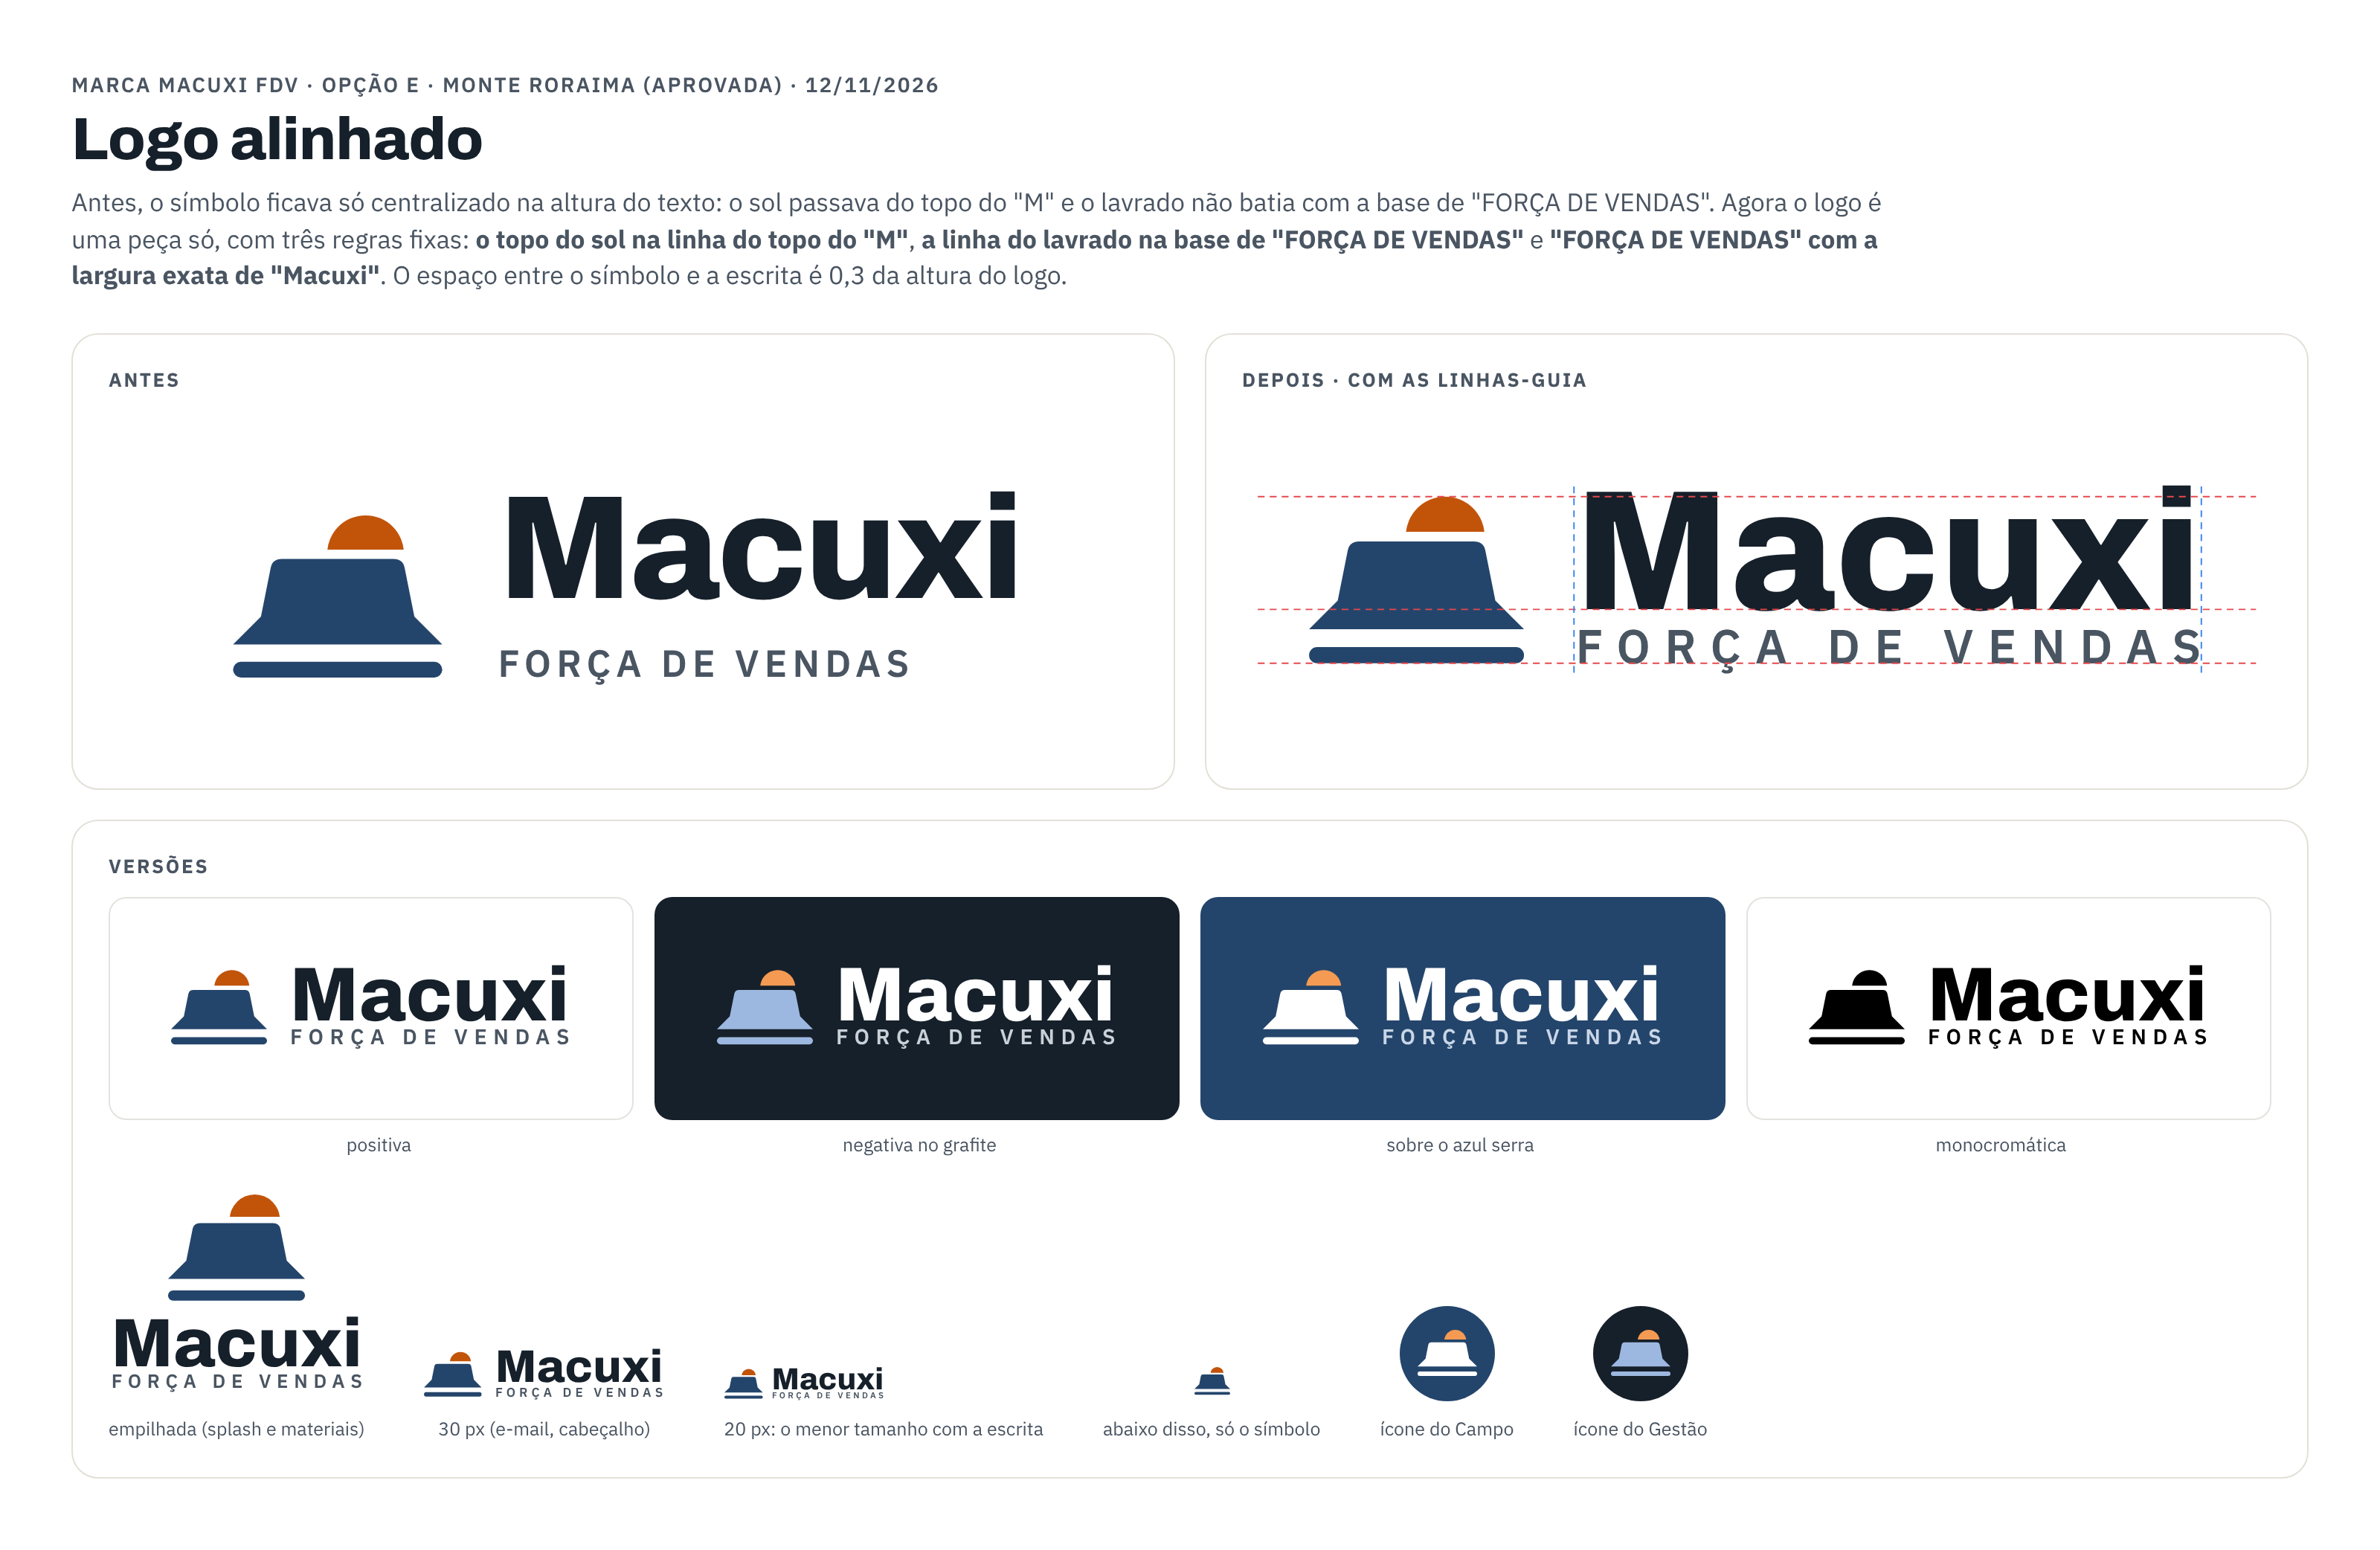 MARCA MACUXI FDV · OPÇÃO E · MONTE RORAIMA (APROVADA) · 12/11/2026
Logo alinhado
Antes, o símbolo ficava só centralizado na altura do texto: o sol passava do topo do "M" e o lavrado não batia com a base de "FORÇA DE VENDAS". Agora o logo é
uma peça só, com três regras fixas: o topo do sol na linha do topo do "M", a linha do lavrado na base de "FORÇA DE VENDAS" e "FORÇA DE VENDAS" com a
largura exata de "Macuxi". O espaço entre o símbolo e a escrita é 0,3 da altura do logo.
ANTES
Macuxi
FORÇA DE VENDAS
DEPOIS · COM AS LINHAS-GUIA
Macuxi
FORÇA DE VENDAS
VERSÕES
Macuxi
FORÇA DE VENDAS
positiva
Macuxi
FORÇA DE VENDAS
negativa no grafite
Macuxi
FORÇA DE VENDAS
sobre o azul serra
Macuxi
FORÇA DE VENDAS
monocromática
Macuxi
FORÇA DE VENDAS
empilhada (splash e materiais)
Macuxi
FORÇA DE VENDAS
30 px (e-mail, cabeçalho)
Macuxi
FORÇA DE VENDAS
20 px: o menor tamanho com a escrita
abaixo disso, só o símbolo
ícone do Campo
ícone do Gestão